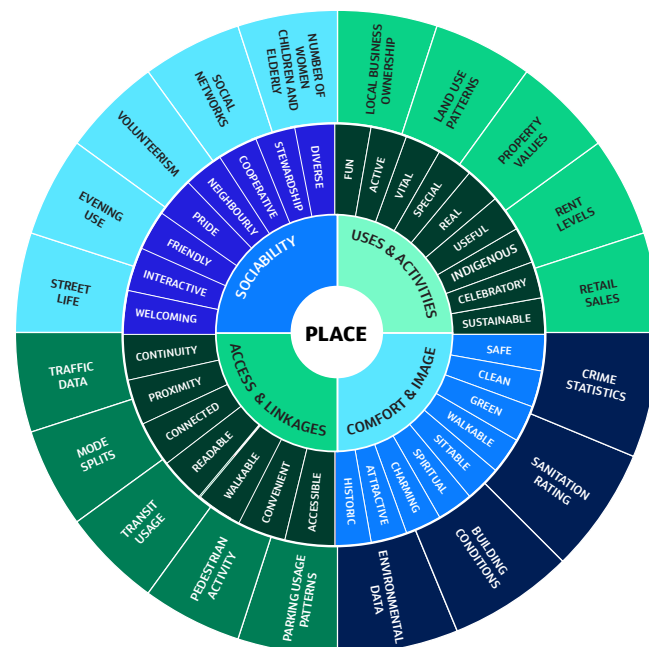 PLACE
SOCIABILITY
USES & ACTIVITIES
COMFORT & IMAGE
ACCESS & LINKAGES
DIVERSE
STEWARDSHIP
COOPERATIVE
NEIGHBOURLY
PRIDE
FRIENDLY
INTERACTIVE
WELCOMING
FUN
ACTIVE
VITAL
SPECIAL
REAL
USEFUL
INDIGENOUS
CELEBRATORY
SUSTAINABLE
SAFE
CLEAN
GREEN
WALKABLE
SITTABLE
SPIRITUAL
CHARMING
ATTRACTIVE
HISTORIC
ACCESSIBLE
CONVENIENT
WALKABLE
READABLE
CONNECTED
PROXIMITY
CONTINUITY
NUMBER OF
WOMEN
CHILDREN AND
ELDERLY
SOCIAL
NETWORKS
VOLUNTEERISM
EVENING
USE
STREET
LIFE
LOCAL BUSINESS
OWNERSHIP
LAND USE
PATTERNS
PROPERTY
VALUES
RENT
LEVELS
RETAIL
SALES
CRIME
STATISTICS
SANITATION
RATING
BUILDING
CONDITIONS
ENVIRONMENTAL
DATA
PARKING USAGE
PATTERNS
PEDESTRIAN
ACTIVITY
TRANSIT
USAGE
MODE
SPLITS
TRAFFIC
DATA